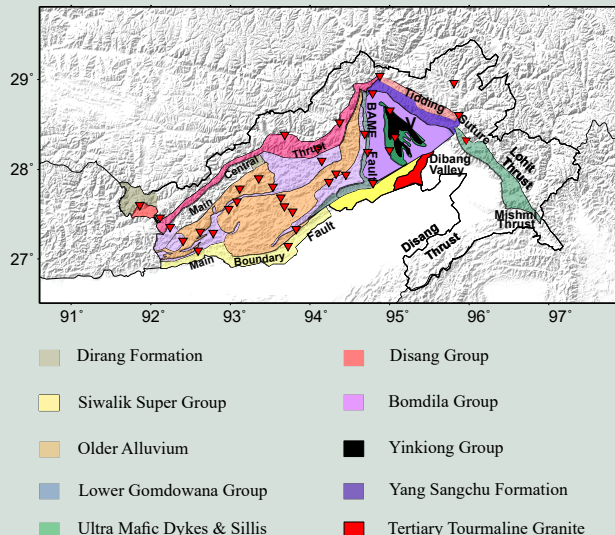 29°
28°
27°
Tidding
Suture
BAME
Fault
V
Central
Thrust
Main
Dibang
Valley
Lohit
Thrust
Mishmi
Thrust
Disang
Thrust
Fault
Boundary
Main
91° 92° 93° 94° 95° 96° 97°
Dirang Formation Disang Group
Siwalik Super Group Bomdila Group
Older Alluvium Yinkiong Group
Lower Gomdowana Group Yang Sangchu Formation
Ultra Mafic Dykes & Sillis Tertiary Tourmaline Granite